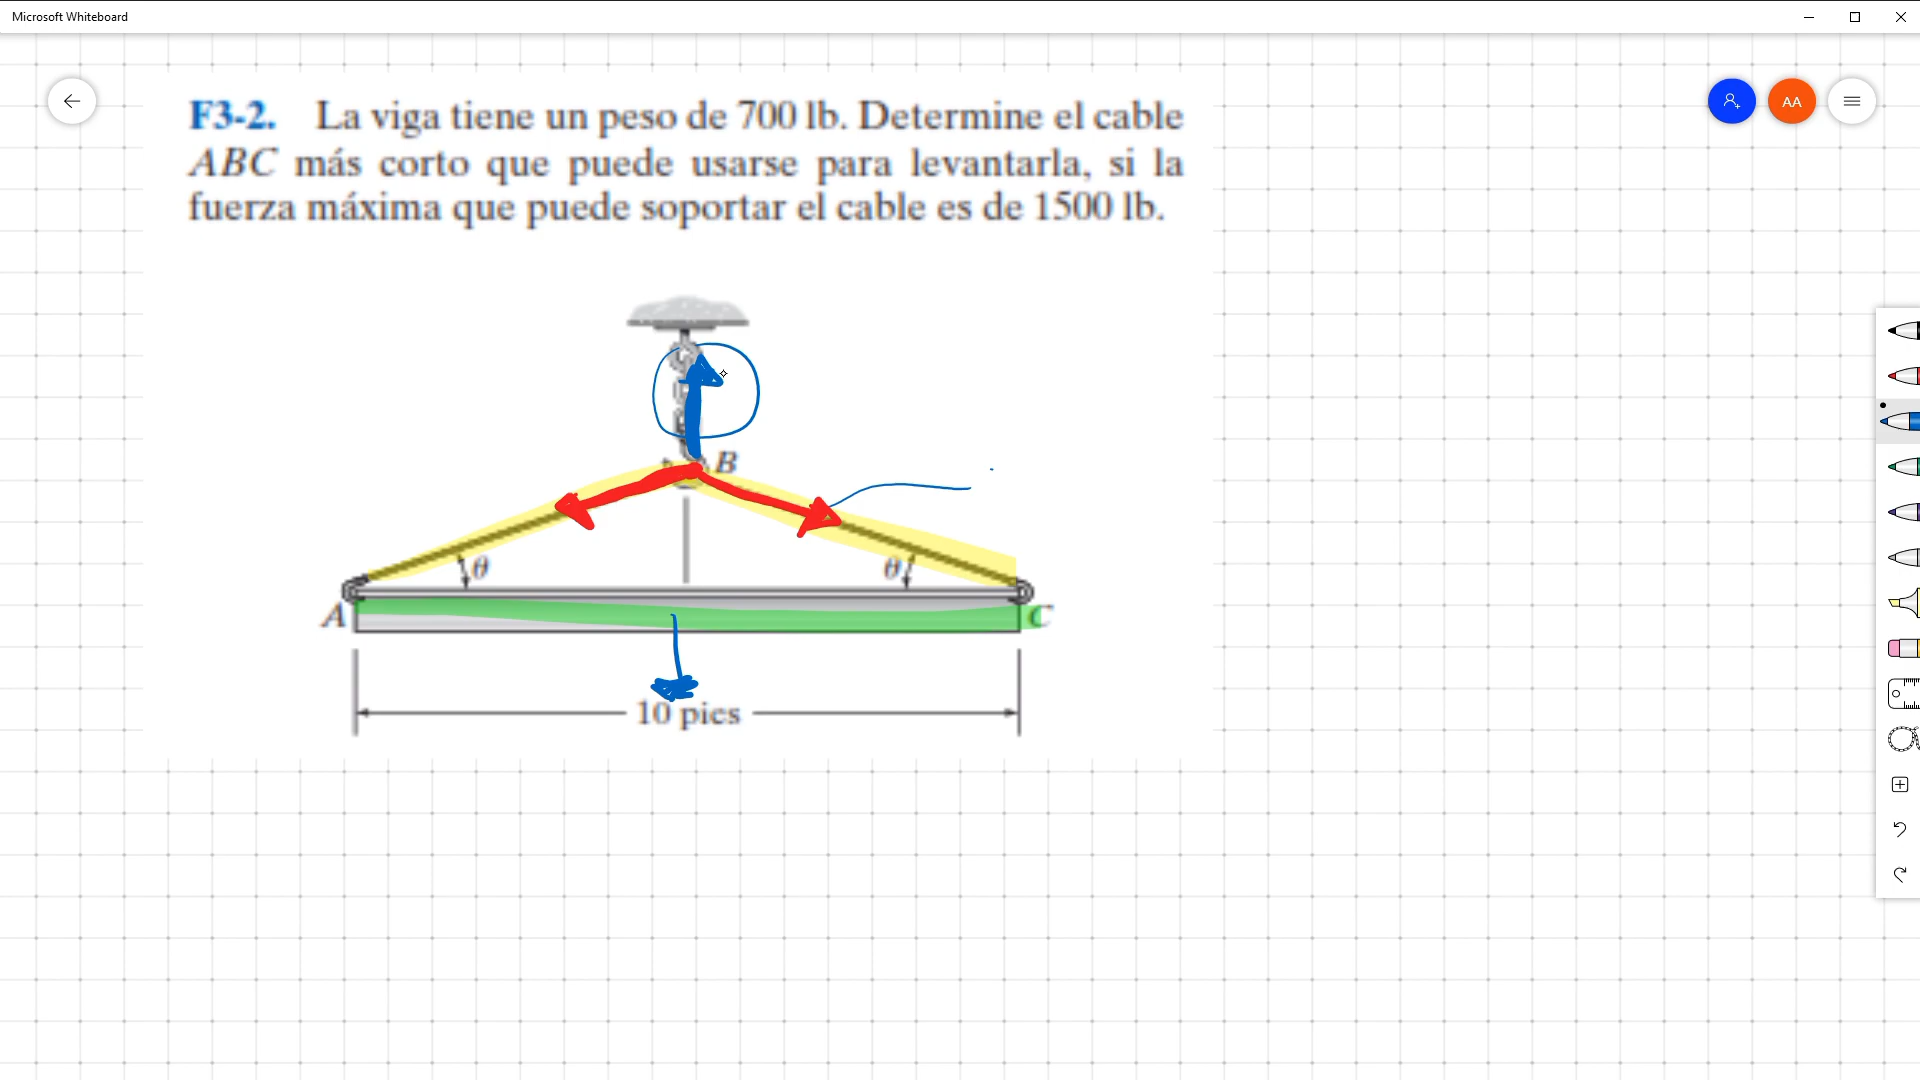 Microsoft Whiteboard
F3-2. La viga tiene un peso de 700 lb. Determine el cable
ABC más corto que puede usarse para levantarla, si la
fuerza máxima que puede soportar el cable es de 1500 lb.
AA
B
θ
θ
A
C
10 pies